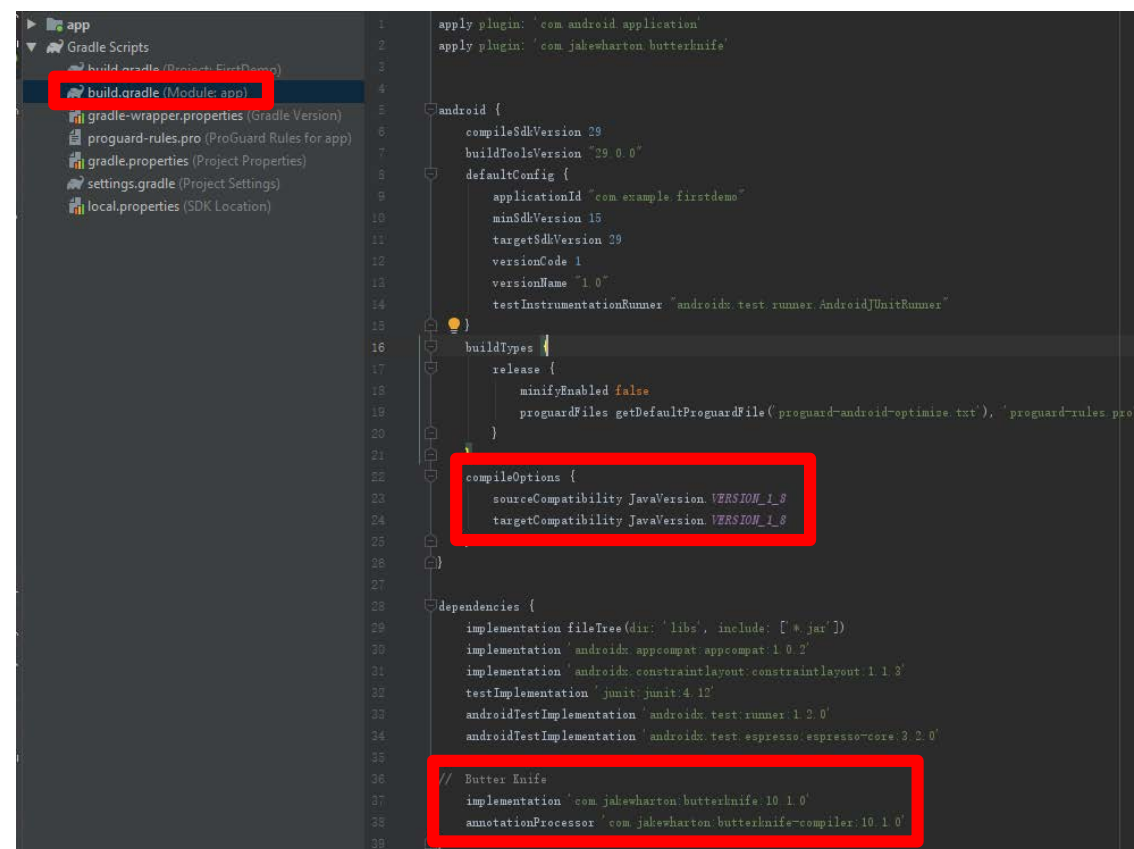 app
Gradle Scripts
build.gradle (Project: FirstDemo)
build.gradle (Module: app)
gradle-wrapper.properties (Gradle Version)
proguard-rules.pro (ProGuard Rules for app)
gradle.properties (Project Properties)
settings.gradle (Project Settings)
local.properties (SDK Location)
1 apply plugin: 'com.android.application'
2 apply plugin: 'com.jakewharton.butterknife'
3
4
5 android {
6 compileSdkVersion 29
7 buildToolsVersion "29.0.0"
8 defaultConfig {
9 applicationId "com.example.firstdemo"
10 minSdkVersion 15
11 targetSdkVersion 29
12 versionCode 1
13 versionName "1.0"
14 testInstrumentationRunner "androidx.test.runner.AndroidJUnitRunner"
15 }
16 buildTypes {
17 release {
18 minifyEnabled false
19 proguardFiles getDefaultProguardFile('proguard-android-optimize.txt'), 'proguard-rules.pro
20 }
21 }
22 compileOptions {
23 sourceCompatibility JavaVersion.VERSION_1_8
24 targetCompatibility JavaVersion.VERSION_1_8
25
26 }
27
28 dependencies {
29 implementation fileTree(dir: 'libs', include: ['*.jar'])
30 implementation 'androidx.appcompat:appcompat:1.0.2'
31 implementation 'androidx.constraintlayout:constraintlayout:1.1.3'
32 testImplementation 'junit:junit:4.12'
33 androidTestImplementation 'androidx.test:runner:1.2.0'
34 androidTestImplementation 'androidx.test.espresso:espresso-core:3.2.0'
35
36 // Butter Knife
37 implementation 'com.jakewharton:butterknife:10.1.0'
38 annotationProcessor 'com.jakewharton:butterknife-compiler:10.1.0'
39